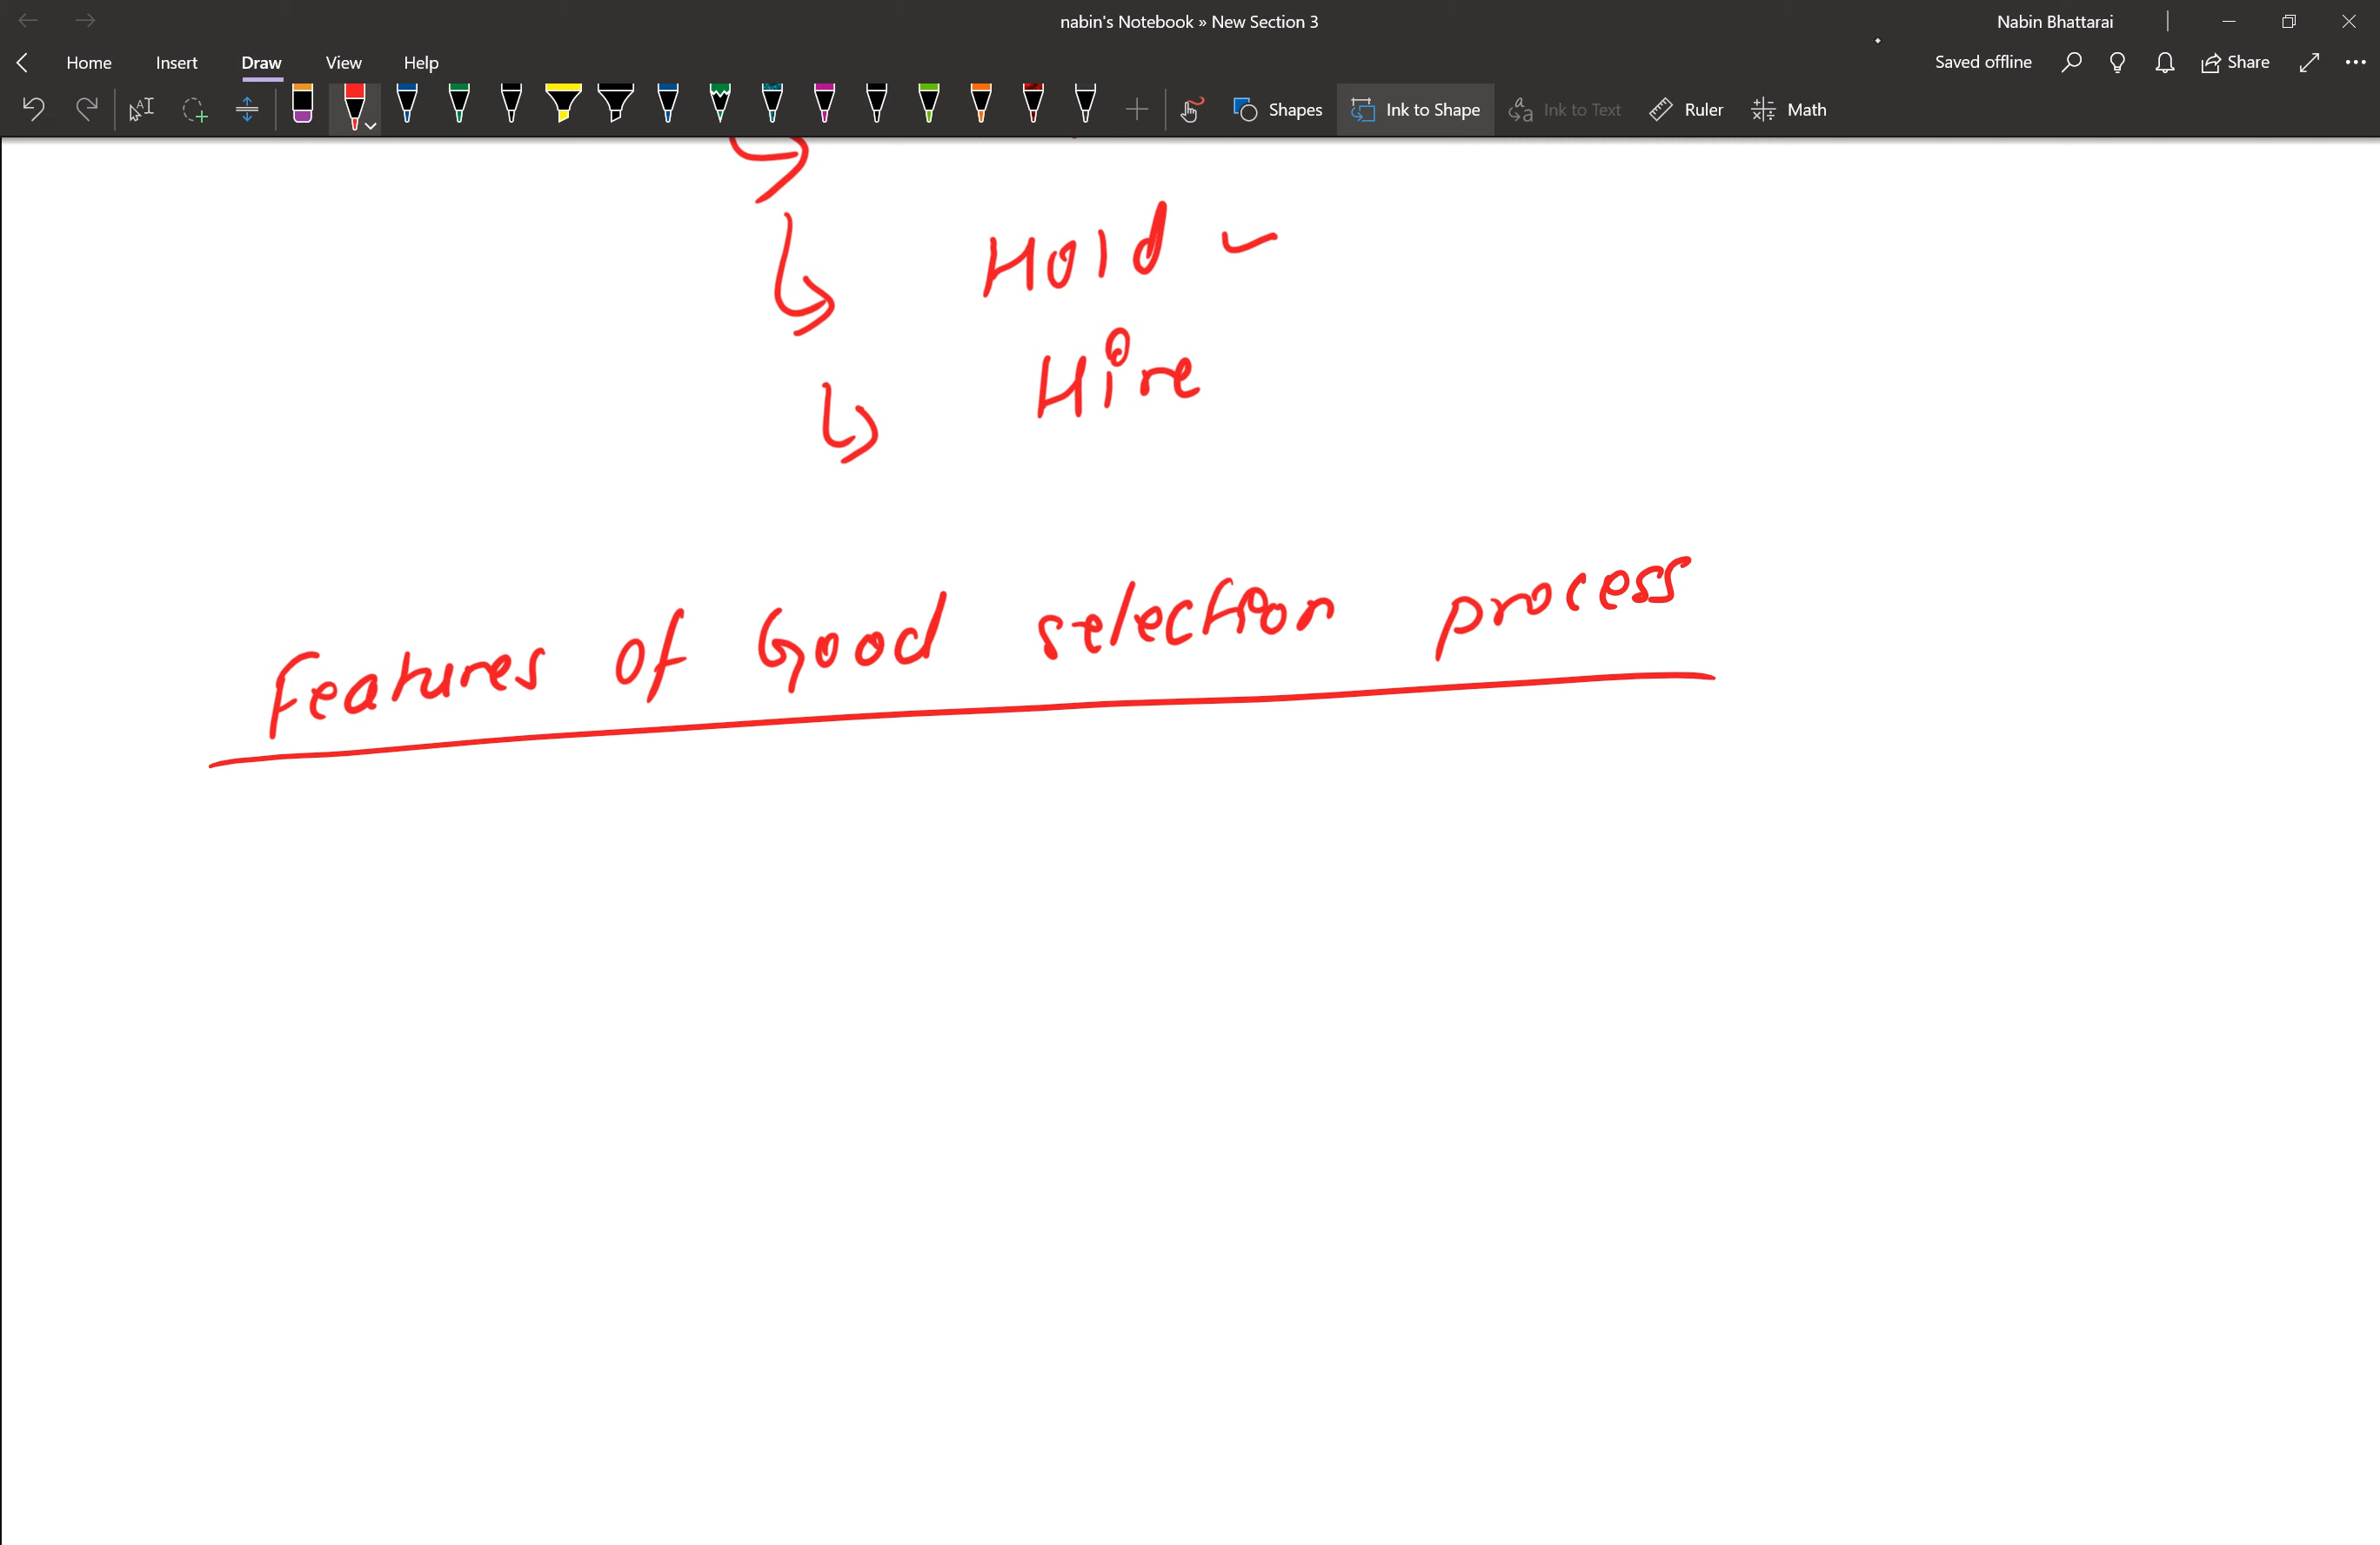 nabin's Notebook » New Section 3
Nabin Bhattarai
Home Insert Draw View Help
Saved offline
Share
Shapes Ink to Shape Ink to Text Ruler Math
Hold
Hire
Features of Good selection process